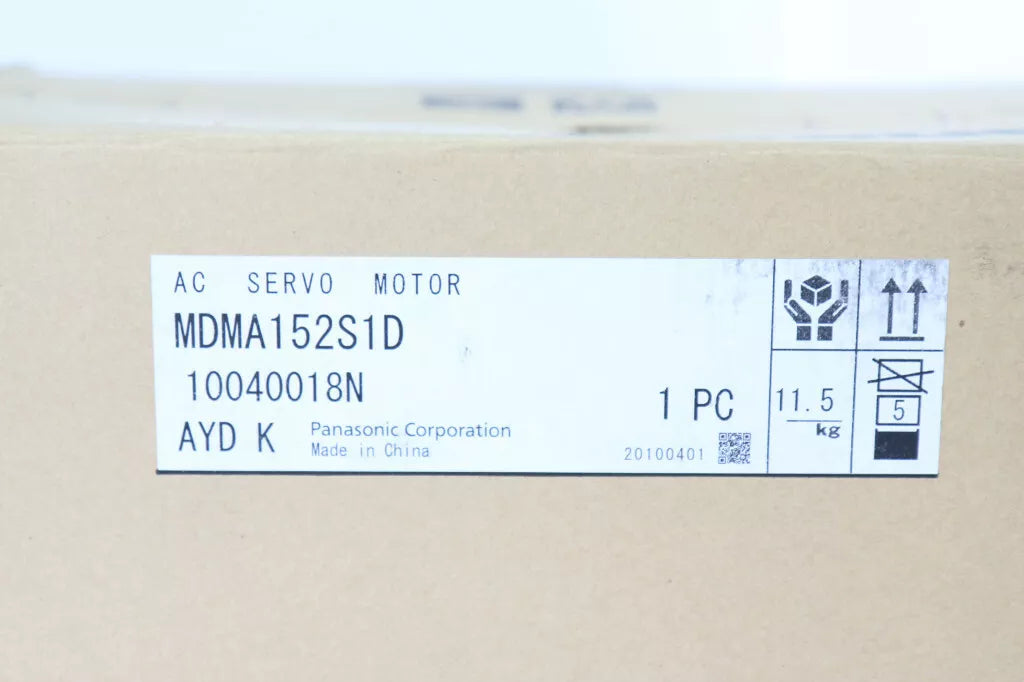 AC SERVO MOTOR
MDMA152S1D
10040018N
1 PC
AYD K
Panasonic Corporation
Made in China
20100401
11.5
kg
5